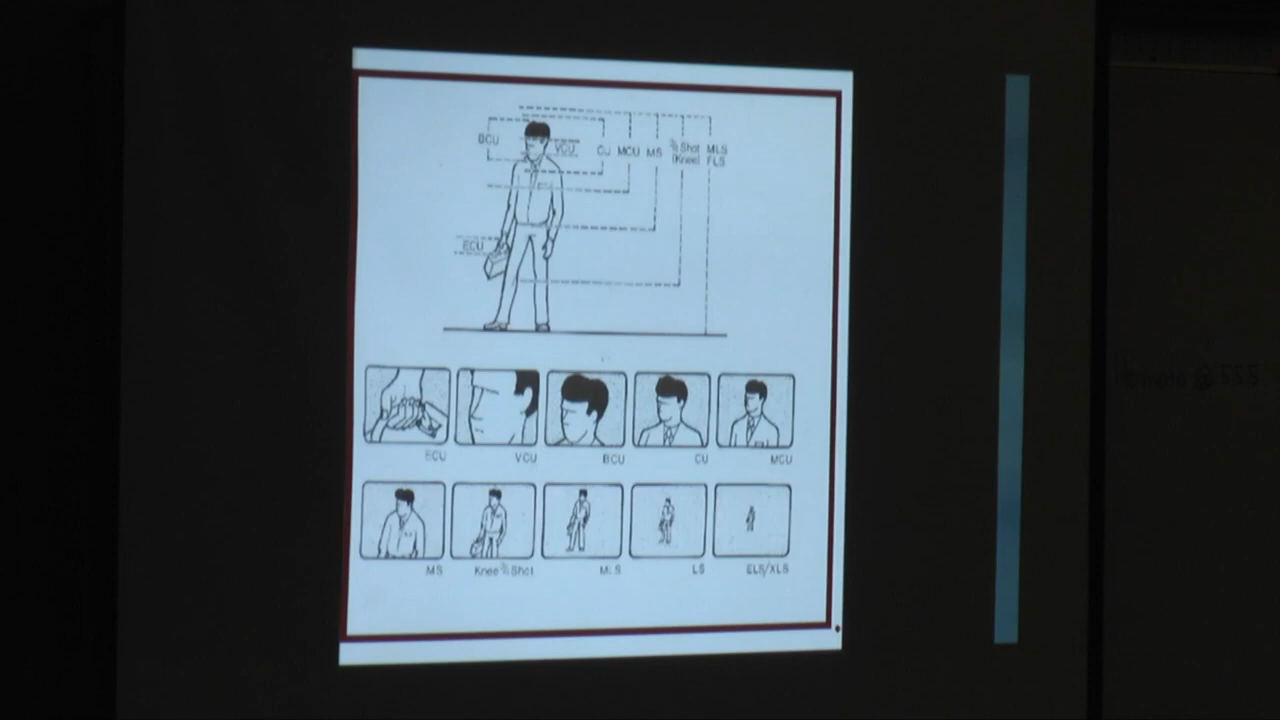 BCU VCU CU MCU MS ¾ Shot MLS
(Knee) FLS
ECU
ECU VCU BCU CU MCU
MS Knee ¾ Shot MLS LS ELS/XLS